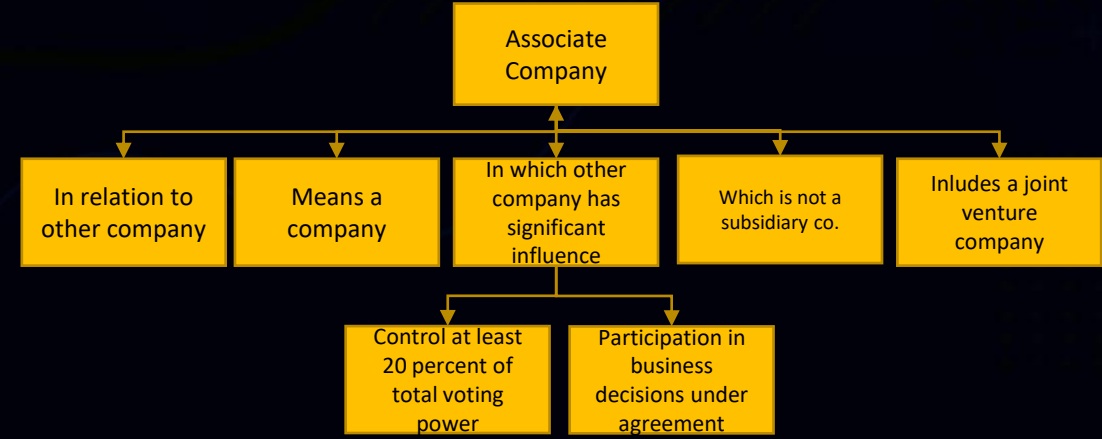 Associate
Company
In relation to
other company
Means a
company
In which other
company has
significant
influence
Which is not a
subsidiary co.
Inludes a joint
venture
company
Control at least
20 percent of
total voting
power
Participation in
business
decisions under
agreement